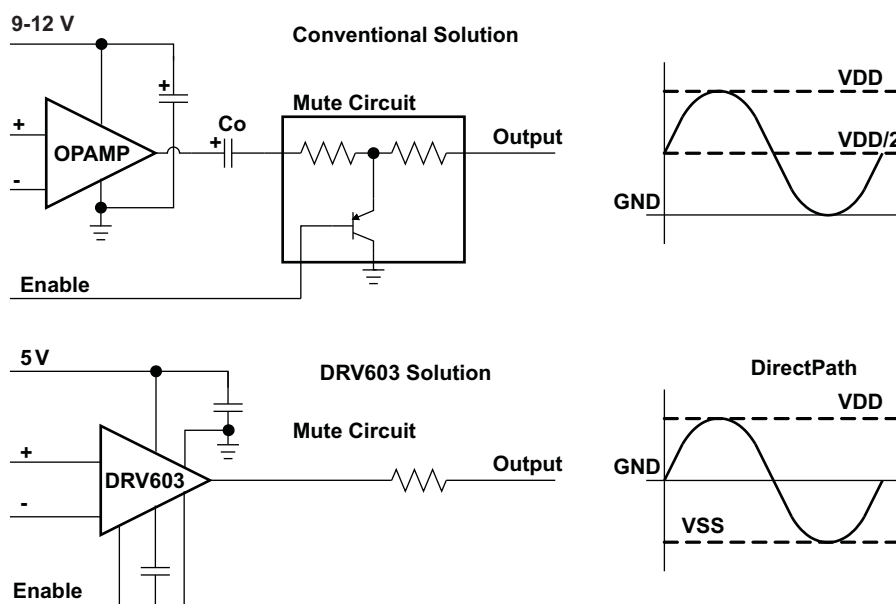 9-12 V
Conventional Solution
VDD
+
Mute Circuit
+
OPAMP
-
+
Co
Output
VDD/2
GND
Enable
5 V
DRV603 Solution
DirectPath
VDD
Mute Circuit
+
DRV603
-
Output
GND
VSS
Enable